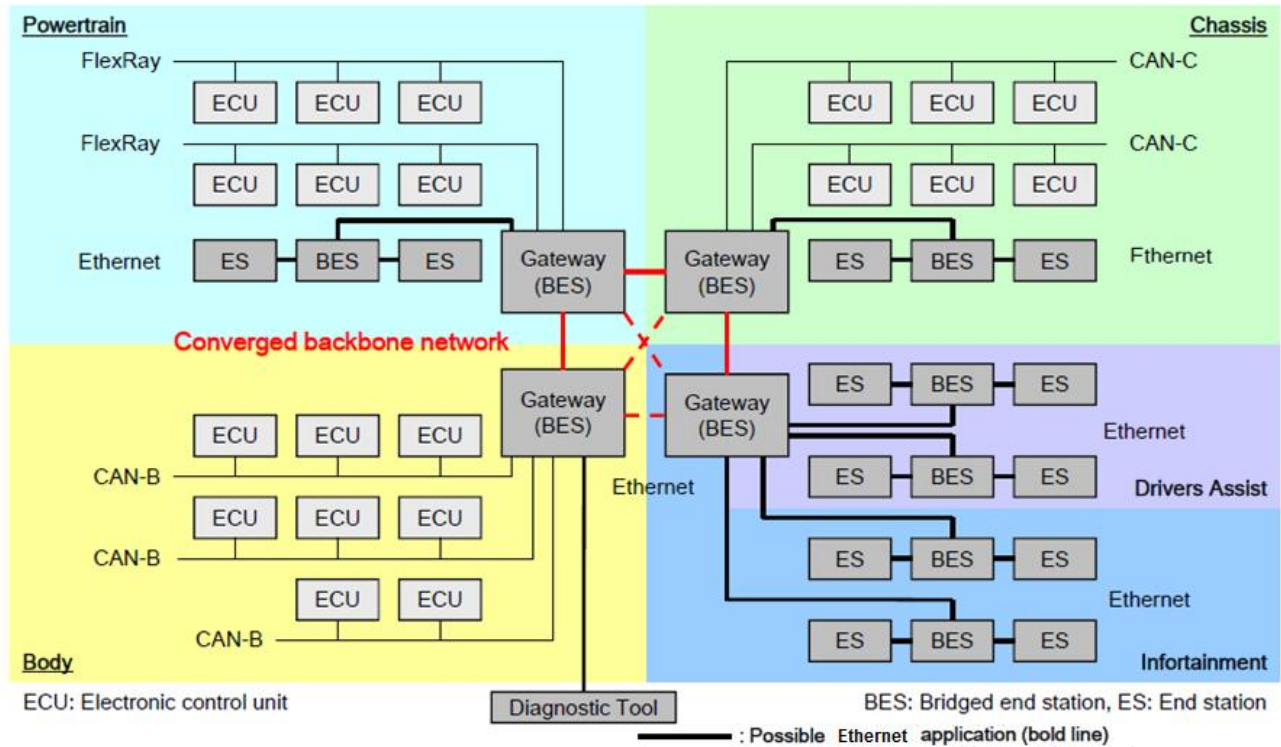 Powertrain
Chassis
FlexRay
CAN-C
ECU ECU ECU
ECU ECU ECU
FlexRay
CAN-C
ECU ECU ECU
ECU ECU ECU
Ethernet
ES BES ES
Gateway
(BES)
Gateway
(BES)
ES BES ES
Fthernet
Converged backbone network
Gateway
(BES)
Gateway
(BES)
ES BES ES
Ethernet
ECU ECU ECU
CAN-B
Ethernet
ES BES ES
Drivers Assist
ECU ECU ECU
CAN-B
ES BES ES
Ethernet
ECU ECU
CAN-B
ES BES ES
Body
Infortainment
ECU: Electronic control unit
Diagnostic Tool
BES: Bridged end station, ES: End station
: Possible Ethernet application (bold line)